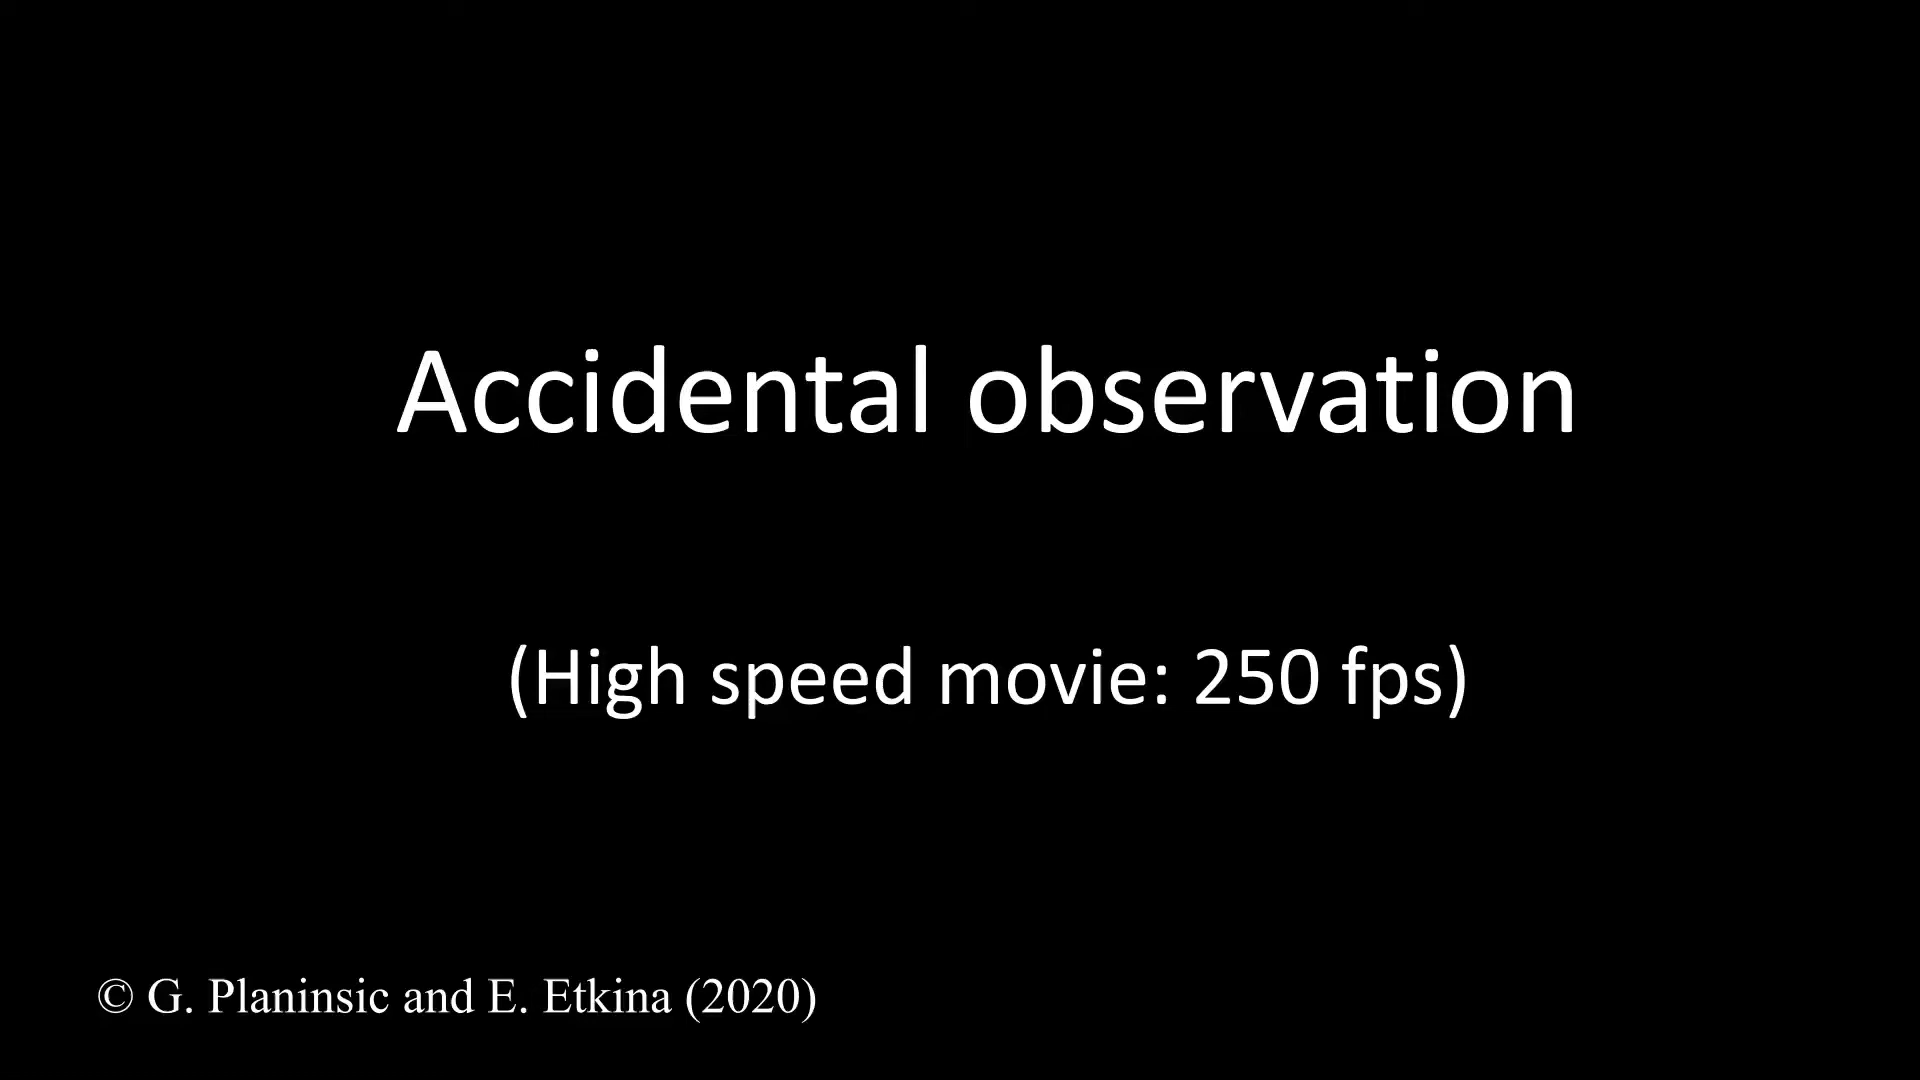 Accidental observation
(High speed movie: 250 fps)
© G. Planinsic and E. Etkina (2020)